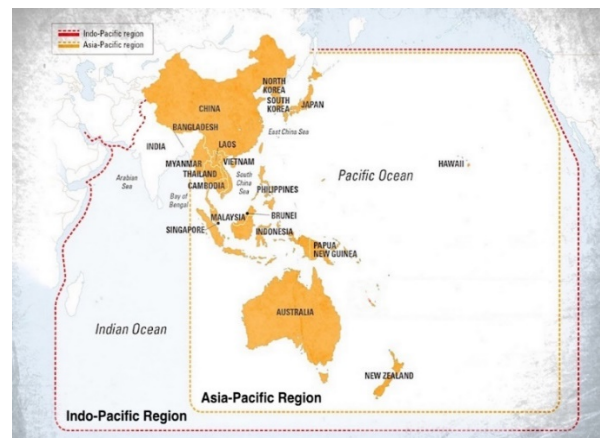 Indo-Pacific region
Asia-Pacific region
NORTH
KOREA
SOUTH
KOREA
JAPAN
CHINA
East China Sea
BANGLADESH
INDIA
LAOS
MYANMAR
VIETNAM
THAILAND
CAMBODIA
Arabian
Sea
Bay of
Bengal
South
China
Sea
PHILIPPINES
Pacific Ocean
HAWAII
MALAYSIA
BRUNEI
SINGAPORE
INDONESIA
PAPUA
NEW GUINEA
AUSTRALIA
Indian Ocean
NEW ZEALAND
Asia-Pacific Region
Indo-Pacific Region